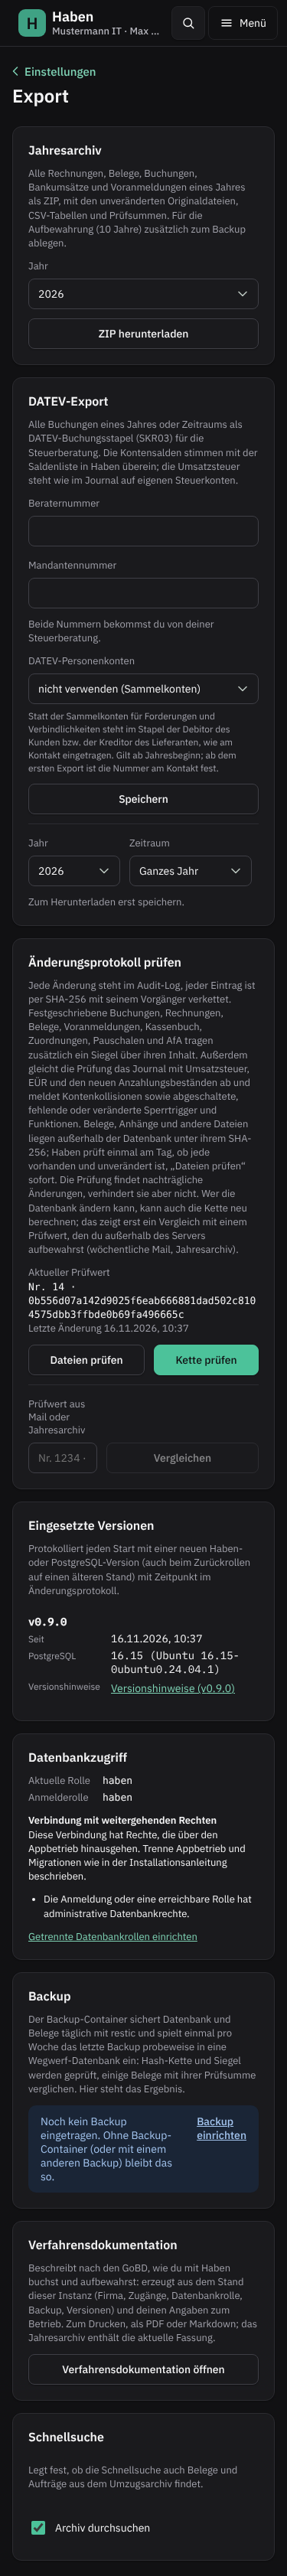 H
Haben
Mustermann IT · Max ...
Menü
Einstellungen
Export
Jahresarchiv
Alle Rechnungen, Belege, Buchungen,
Bankumsätze und Voranmeldungen eines Jahres
als ZIP, mit den unveränderten Originaldateien,
CSV-Tabellen und Prüfsummen. Für die
Aufbewahrung (10 Jahre) zusätzlich zum Backup
ablegen.
Jahr
2026
ZIP herunterladen
DATEV-Export
Alle Buchungen eines Jahres oder Zeitraums als
DATEV-Buchungsstapel (SKR03) für die
Steuerberatung. Die Kontensalden stimmen mit der
Saldenliste in Haben überein; die Umsatzsteuer
steht wie im Journal auf eigenen Steuerkonten.
Beraternummer
Mandantennummer
Beide Nummern bekommst du von deiner
Steuerberatung.
DATEV-Personenkonten
nicht verwenden (Sammelkonten)
Statt der Sammelkonten für Forderungen und
Verbindlichkeiten steht im Stapel der Debitor des
Kunden bzw. der Kreditor des Lieferanten, wie am
Kontakt eingetragen. Gilt ab Jahresbeginn; ab dem
ersten Export ist die Nummer am Kontakt fest.
Speichern
Jahr
Zeitraum
2026
Ganzes Jahr
Zum Herunterladen erst speichern.
Änderungsprotokoll prüfen
Jede Änderung steht im Audit-Log, jeder Eintrag ist
per SHA-256 mit seinem Vorgänger verkettet.
Festgeschriebene Buchungen, Rechnungen,
Belege, Voranmeldungen, Kassenbuch,
Zuordnungen, Pauschalen und AfA tragen
zusätzlich ein Siegel über ihren Inhalt. Außerdem
gleicht die Prüfung das Journal mit Umsatzsteuer,
EÜR und den neuen Anzahlungsbeständen ab und
meldet Kontenkollisionen sowie abgeschaltete,
fehlende oder veränderte Sperrtrigger und
Funktionen. Belege, Anhänge und andere Dateien
liegen außerhalb der Datenbank unter ihrem SHA-
256; Haben prüft einmal am Tag, ob jede
vorhanden und unverändert ist, „Dateien prüfen“
sofort. Die Prüfung findet nachträgliche
Änderungen, verhindert sie aber nicht. Wer die
Datenbank ändern kann, kann auch die Kette neu
berechnen; das zeigt erst ein Vergleich mit einem
Prüfwert, den du außerhalb des Servers
aufbewahrst (wöchentliche Mail, Jahresarchiv).
Aktueller Prüfwert
Nr. 14 ·
0b556d07a142d9025f6eab666881dad502c810
4575dbb3ffbde0b69fa496665c
Letzte Änderung 16.11.2026, 10:37
Dateien prüfen
Kette prüfen
Prüfwert aus
Mail oder
Jahresarchiv
Nr. 1234 ·
Vergleichen
Eingesetzte Versionen
Protokolliert jeden Start mit einer neuen Haben-
oder PostgreSQL-Version (auch beim Zurückrollen
auf einen älteren Stand) mit Zeitpunkt im
Änderungsprotokoll.
v0.9.0
Seit
16.11.2026, 10:37
PostgreSQL
16.15 (Ubuntu 16.15-
0ubuntu0.24.04.1)
Versionshinweise
Versionshinweise (v0.9.0)
Datenbankzugriff
Aktuelle Rolle
haben
Anmelderolle
haben
Verbindung mit weitergehenden Rechten
Diese Verbindung hat Rechte, die über den
Appbetrieb hinausgehen. Trenne Appbetrieb und
Migrationen wie in der Installationsanleitung
beschrieben.
• Die Anmeldung oder eine erreichbare Rolle hat
administrative Datenbankrechte.
Getrennte Datenbankrollen einrichten
Backup
Der Backup-Container sichert Datenbank und
Belege täglich mit restic und spielt einmal pro
Woche das letzte Backup probeweise in eine
Wegwerf-Datenbank ein: Hash-Kette und Siegel
werden geprüft, einige Belege mit ihrer Prüfsumme
verglichen. Hier steht das Ergebnis.
Noch kein Backup
eingetragen. Ohne Backup-
Container (oder mit einem
anderen Backup) bleibt das
so.
Backup
einrichten
Verfahrensdokumentation
Beschreibt nach den GoBD, wie du mit Haben
buchst und aufbewahrst: erzeugt aus dem Stand
dieser Instanz (Firma, Zugänge, Datenbankrolle,
Backup, Versionen) und deinen Angaben zum
Betrieb. Zum Drucken, als PDF oder Markdown; das
Jahresarchiv enthält die aktuelle Fassung.
Verfahrensdokumentation öffnen
Schnellsuche
Legt fest, ob die Schnellsuche auch Belege und
Aufträge aus dem Umzugsarchiv findet.
Archiv durchsuchen